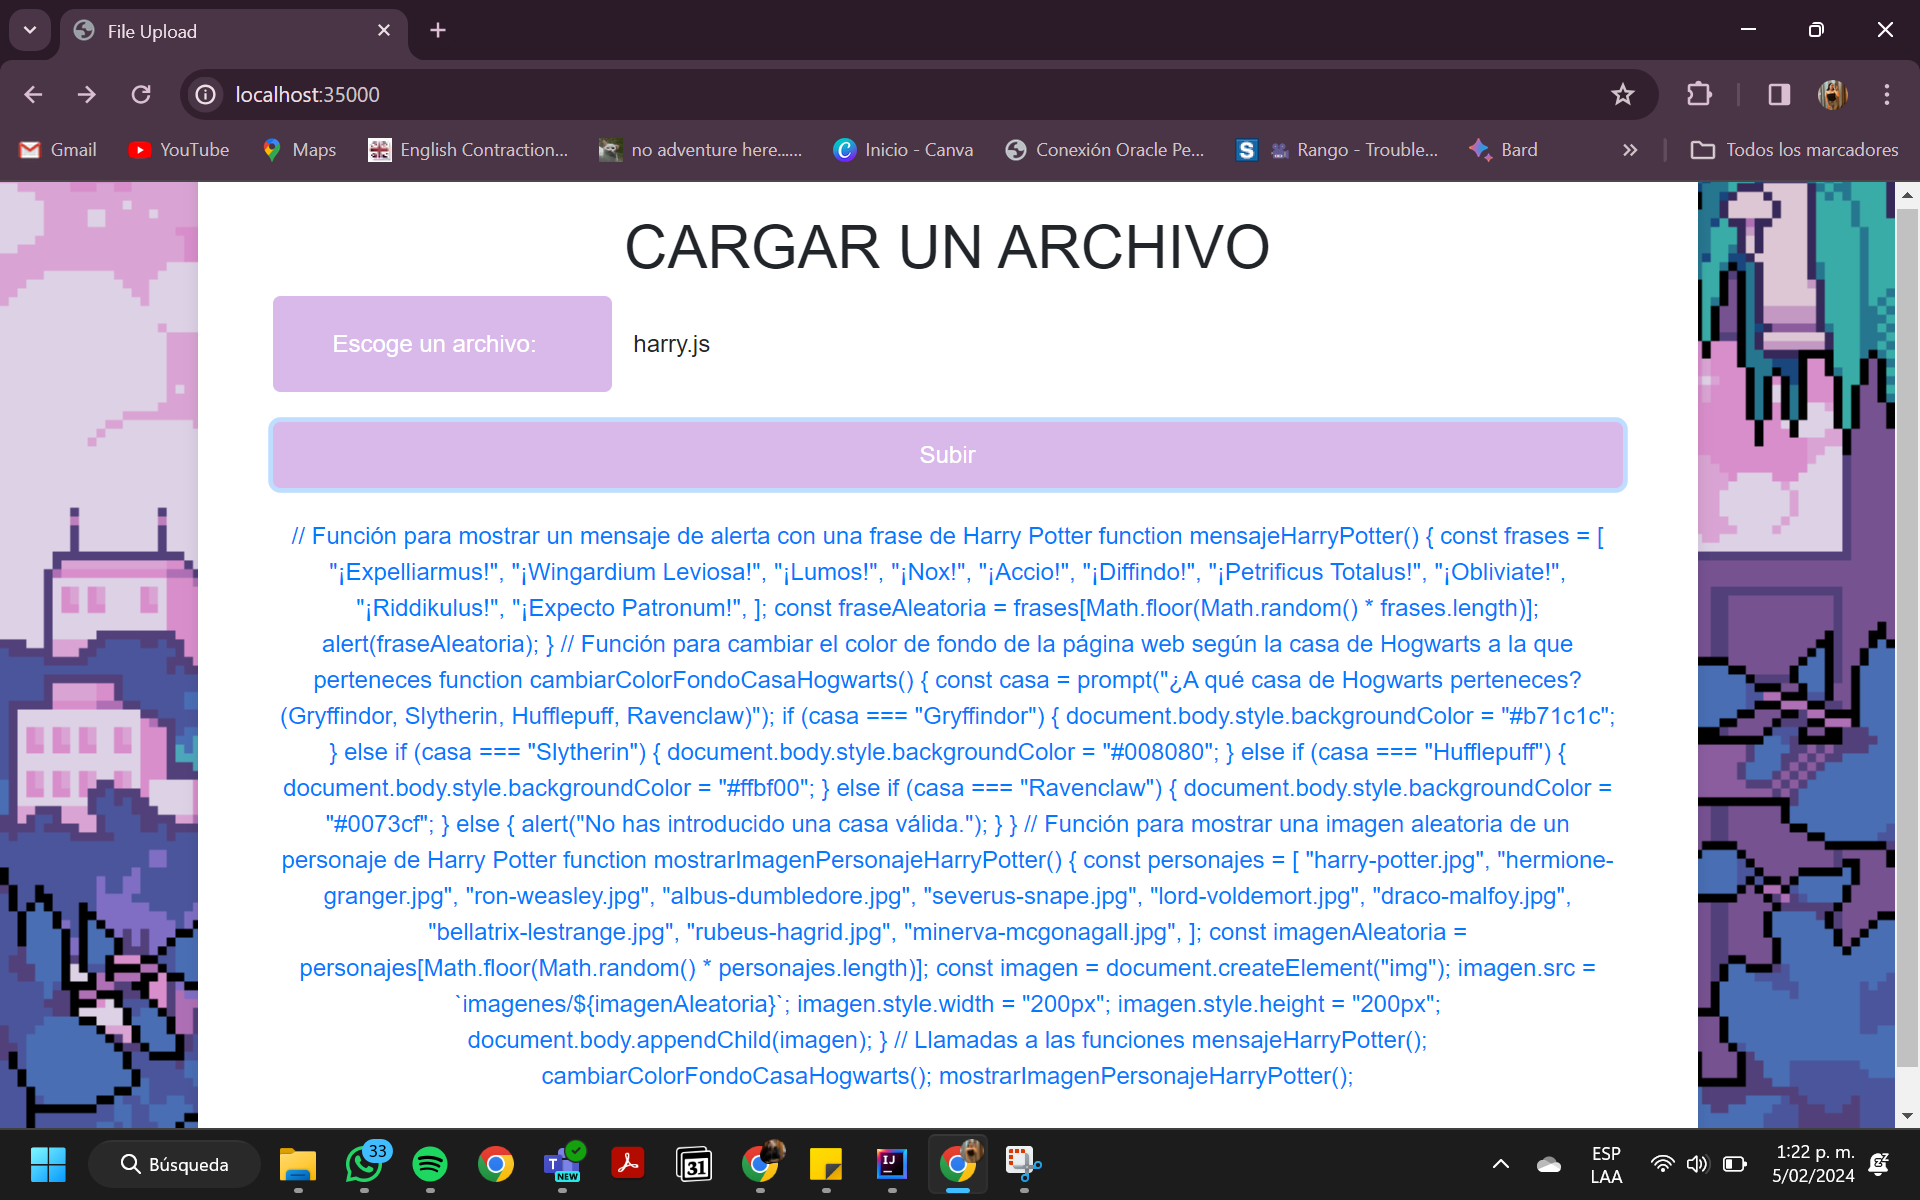 File Upload
localhost:35000
Gmail
YouTube
Maps
English Contraction...
no adventure here......
Inicio - Canva
Conexión Oracle Pe...
Rango - Trouble...
Bard
»
Todos los marcadores
CARGAR UN ARCHIVO
Escoge un archivo:
harry.js
Subir
// Función para mostrar un mensaje de alerta con una frase de Harry Potter function mensajeHarryPotter() { const frases = [
"¡Expelliarmus!", "¡Wingardium Leviosa!", "¡Lumos!", "¡Nox!", "¡Accio!", "¡Diffindo!", "¡Petrificus Totalus!", "¡Obliviate!",
"¡Riddikulus!", "¡Expecto Patronum!", ]; const fraseAleatoria = frases[Math.floor(Math.random() * frases.length)];
alert(fraseAleatoria); } // Función para cambiar el color de fondo de la página web según la casa de Hogwarts a la que
perteneces function cambiarColorFondoCasaHogwarts() { const casa = prompt("¿A qué casa de Hogwarts perteneces?
(Gryffindor, Slytherin, Hufflepuff, Ravenclaw)"); if (casa === "Gryffindor") { document.body.style.backgroundColor = "#b71c1c";
} else if (casa === "Slytherin") { document.body.style.backgroundColor = "#008080"; } else if (casa === "Hufflepuff") {
document.body.style.backgroundColor = "#ffbf00"; } else if (casa === "Ravenclaw") { document.body.style.backgroundColor =
"#0073cf"; } else { alert("No has introducido una casa válida."); } } // Función para mostrar una imagen aleatoria de un
personaje de Harry Potter function mostrarImagenPersonajeHarryPotter() { const personajes = [ "harry-potter.jpg", "hermione-
granger.jpg", "ron-weasley.jpg", "albus-dumbledore.jpg", "severus-snape.jpg", "lord-voldemort.jpg", "draco-malfoy.jpg",
"bellatrix-lestrange.jpg", "rubeus-hagrid.jpg", "minerva-mcgonagall.jpg", ]; const imagenAleatoria =
personajes[Math.floor(Math.random() * personajes.length)]; const imagen = document.createElement("img"); imagen.src =
`imagenes/${imagenAleatoria}`; imagen.style.width = "200px"; imagen.style.height = "200px";
document.body.appendChild(imagen); } // Llamadas a las funciones mensajeHarryPotter();
cambiarColorFondoCasaHogwarts(); mostrarImagenPersonajeHarryPotter();
Búsqueda
33
NEW
31
ESP
LAA
1:22 p. m.
5/02/2024